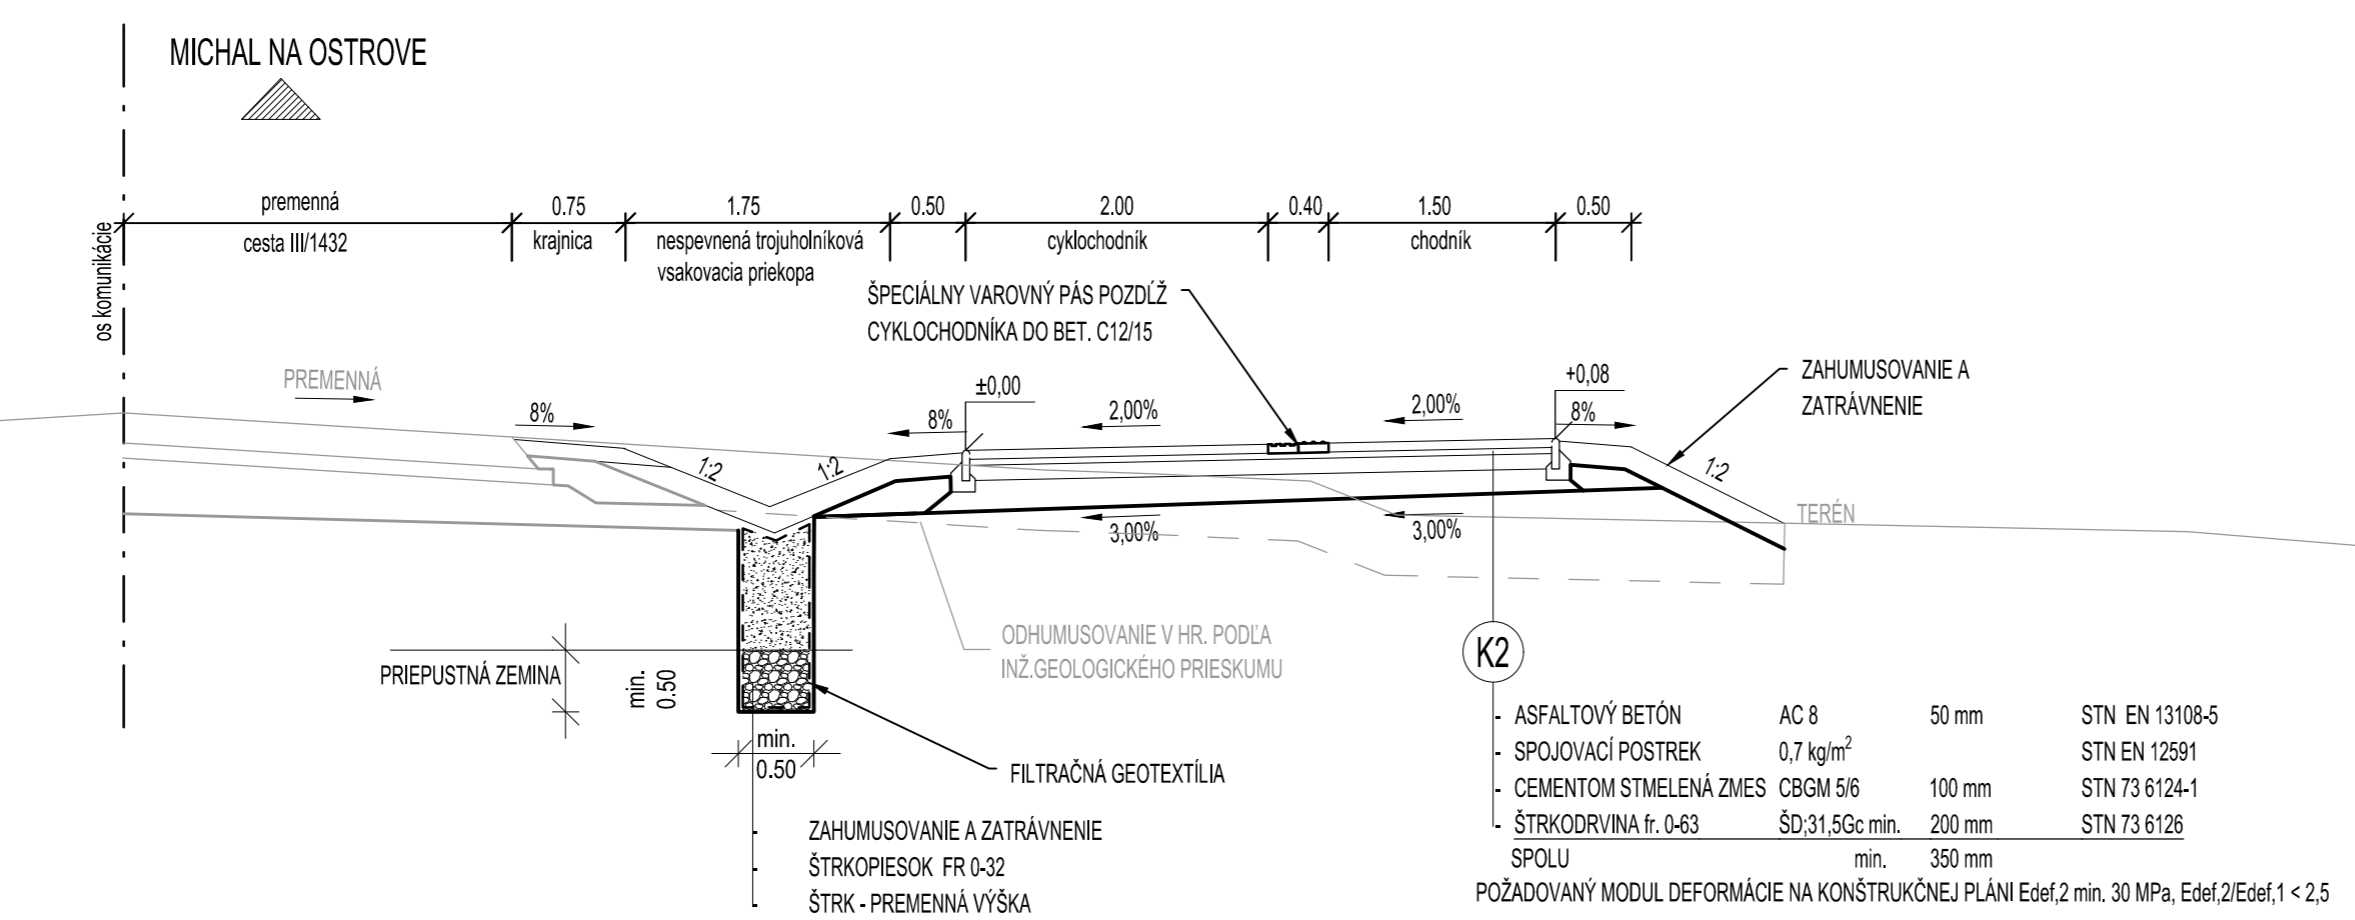 MICHAL NA OSTROVE
os komunikácie
premenná 0.75 1.75 0.50 2.00 0.40 1.50 0.50
cesta III/1432 krajnica nespevnená trojuholníková cyklochodník chodník
vsakovacia priekopa
ŠPECIÁLNY VAROVNÝ PÁS POZDĹŽ
CYKLOCHODNÍKA DO BET. C12/15
PREMENNÁ
8%
1:2
1:2
8%
±0,00
2,00%
2,00%
+0,08
8%
1:2
ZAHUMUSOVANIE A
ZATRÁVNENIE
TERÉN
3,00%
3,00%
ODHUMUSOVANIE V HR. PODĽA
INŽ.GEOLOGICKÉHO PRIESKUMU
PRIEPUSTNÁ ZEMINA
min.
0.50
min.
0.50
FILTRAČNÁ GEOTEXTÍLIA
- ZAHUMUSOVANIE A ZATRÁVNENIE
- ŠTRKOPIESOK FR 0-32
- ŠTRK - PREMENNÁ VÝŠKA
K2
- ASFALTOVÝ BETÓN AC 8 50 mm STN EN 13108-5
- SPOJOVACÍ POSTREK 0,7 kg/m² STN EN 12591
- CEMENTOM STMELENÁ ZMES CBGM 5/6 100 mm STN 73 6124-1
- ŠTRKODRVINA fr. 0-63 ŠD;31,5Gc min. 200 mm STN 73 6126
SPOLU min. 350 mm
POŽADOVANÝ MODUL DEFORMÁCIE NA KONŠTRUKČNEJ PLÁNI Edef,2 min. 30 MPa, Edef,2/Edef,1 < 2,5